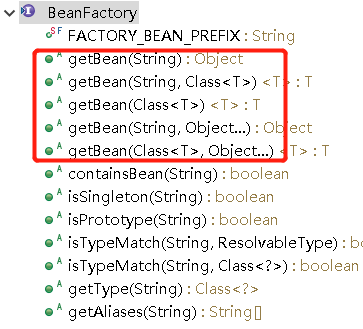 BeanFactory
SF FACTORY_BEAN_PREFIX : String
A getBean(String) : Object
A getBean(String, Class<T>) <T> : T
A getBean(Class<T>) <T> : T
A getBean(String, Object...) : Object
A getBean(Class<T>, Object...) <T> : T
A containsBean(String) : boolean
A isSingleton(String) : boolean
A isPrototype(String) : boolean
A isTypeMatch(String, ResolvableType) : bo
A isTypeMatch(String, Class<?>) : boolean
A getType(String) : Class<?>
A getAliases(String) : String[]